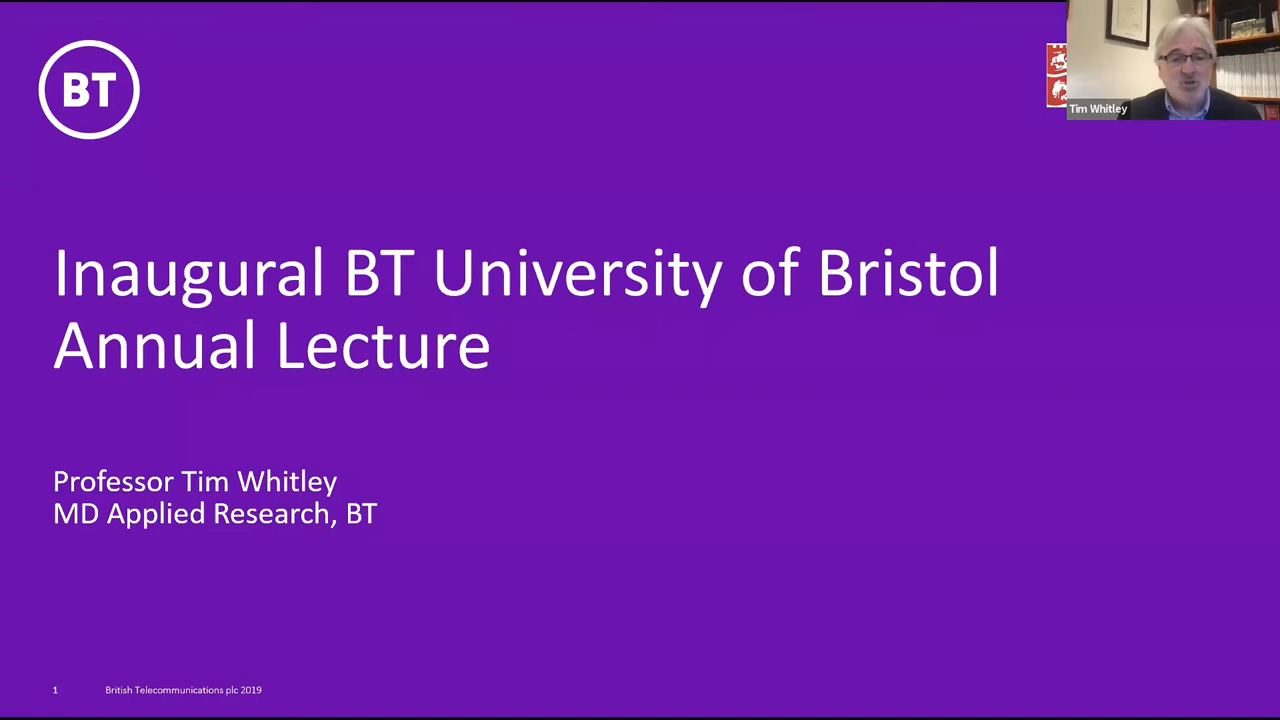 BT
Tim Whitley
Inaugural BT University of Bristol
Annual Lecture
Professor Tim Whitley
MD Applied Research, BT
1 British Telecommunications plc 2019